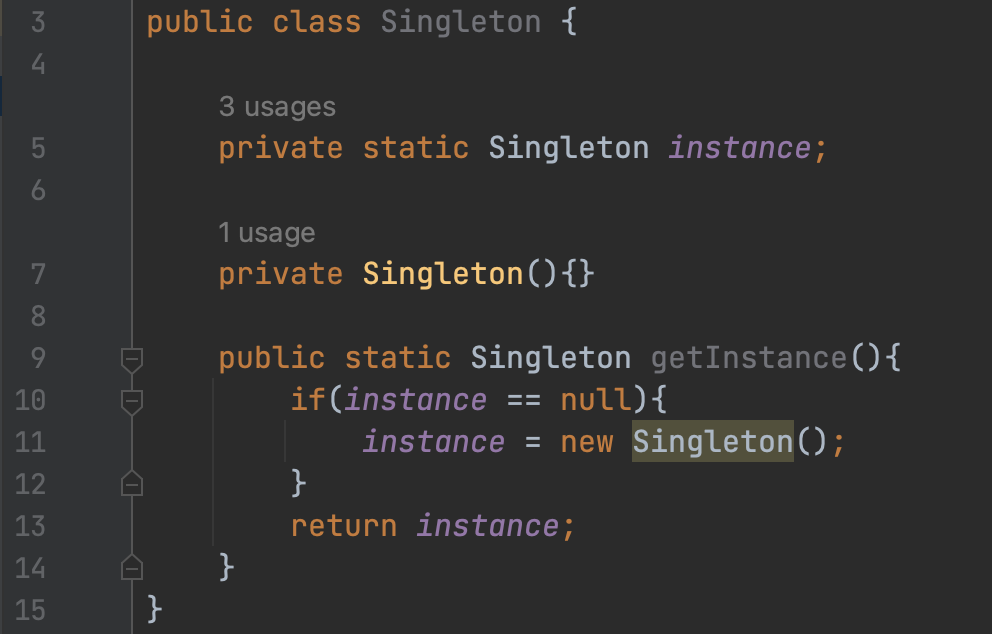 3 public class Singleton {
4
3 usages
5 private static Singleton instance;
6
1 usage
7 private Singleton(){}
8
9 public static Singleton getInstance(){
10 if(instance == null){
11 instance = new Singleton();
12 }
13 return instance;
14 }
15 }